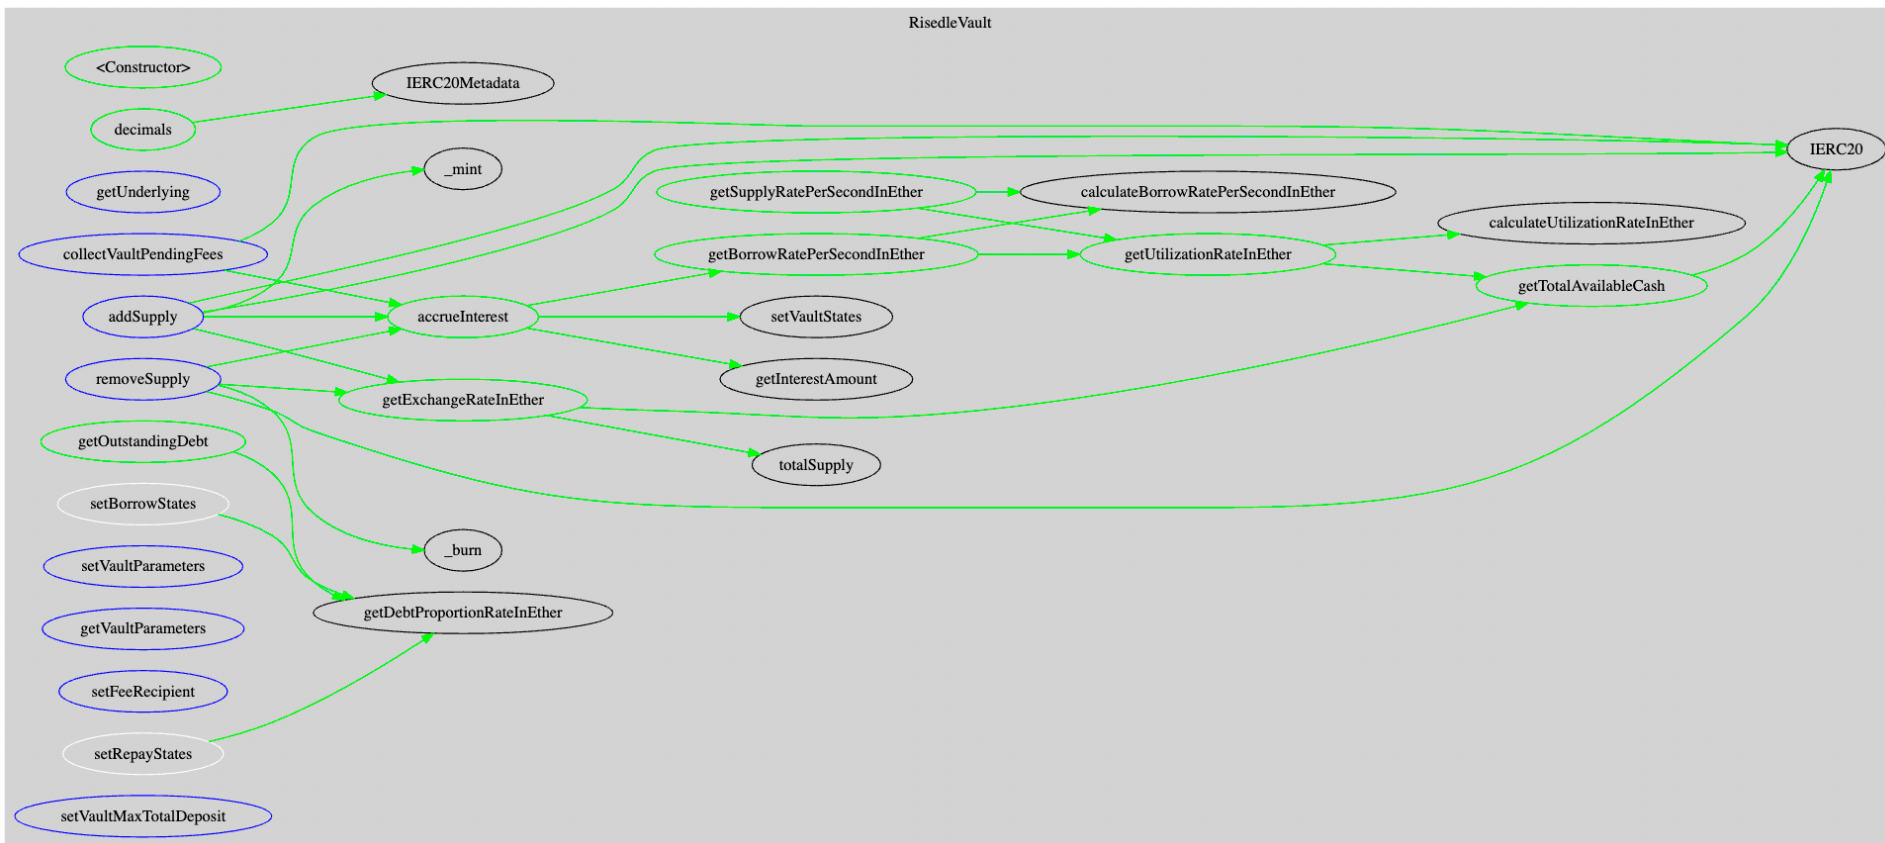 RisedleVault
<Constructor>
IERC20Metadata
decimals
IERC20
_mint
getUnderlying
getSupplyRatePerSecondInEther
calculateBorrowRatePerSecondInEther
calculateUtilizationRateInEther
collectVaultPendingFees
getBorrowRatePerSecondInEther
getUtilizationRateInEther
getTotalAvailableCash
addSupply
accrueInterest
setVaultStates
removeSupply
getInterestAmount
getExchangeRateInEther
getOutstandingDebt
totalSupply
setBorrowStates
_burn
setVaultParameters
getDebtProportionRateInEther
getVaultParameters
setFeeRecipient
setRepayStates
setVaultMaxTotalDeposit